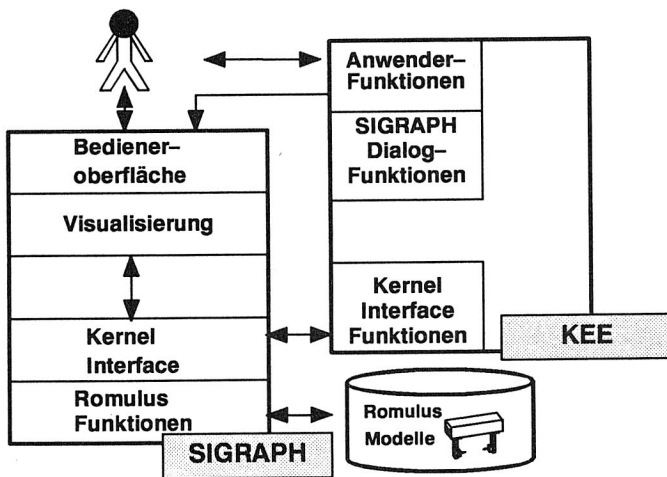 Anwender–
Funktionen
SIGRAPH
Dialog–
Funktionen
Kernel
Interface
Funktionen
KEE
Bediener–
oberfläche
Visualisierung
Kernel
Interface
Romulus
Funktionen
SIGRAPH
Romulus
Modelle